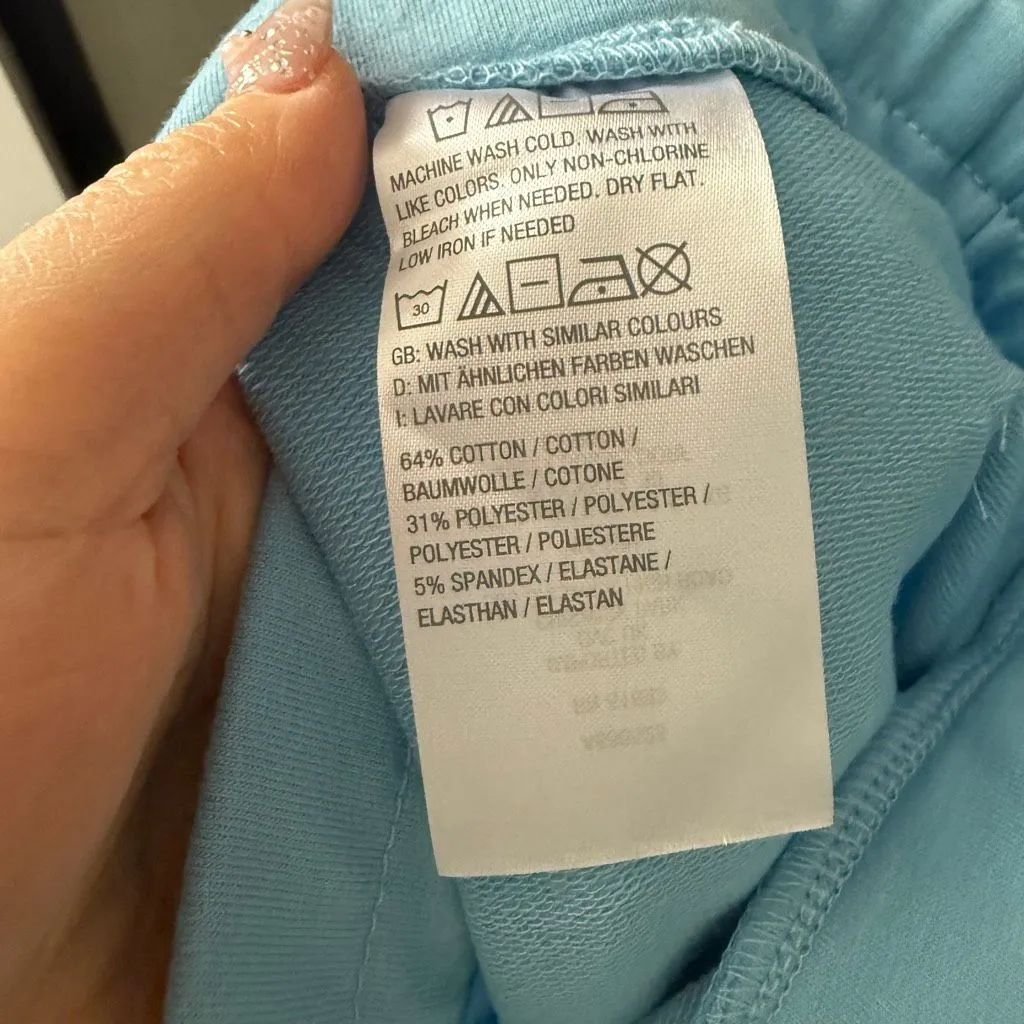 MACHINE WASH COLD. WASH WITH
LIKE COLORS. ONLY NON-CHLORINE
BLEACH WHEN NEEDED. DRY FLAT.
LOW IRON IF NEEDED
30
GB: WASH WITH SIMILAR COLOURS
D: MIT ÄHNLICHEN FARBEN WASCHEN
I: LAVARE CON COLORI SIMILARI
64% COTTON / COTTON /
BAUMWOLLE / COTONE
31% POLYESTER / POLYESTER /
POLYESTER / POLIESTERE
5% SPANDEX / ELASTANE /
ELASTHAN / ELASTAN